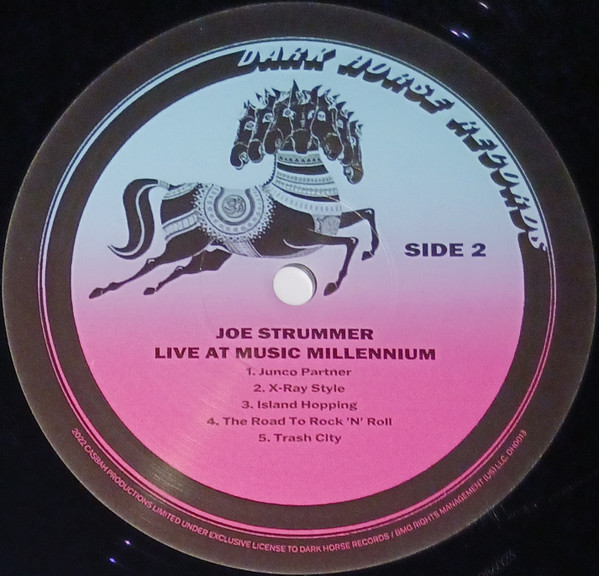 DARK HORSE RECORDS
SIDE 2
JOE STRUMMER
LIVE AT MUSIC MILLENNIUM
1. Junco Partner
2. X-Ray Style
3. Island Hopping
4. The Road To Rock 'N' Roll
5. Trash City
2022 CASBAH PRODUCTIONS LIMITED UNDER EXCLUSIVE LICENSE TO DARK HORSE RECORDS / BMG RIGHTS MANAGEMENT (US) LLC. DH0013